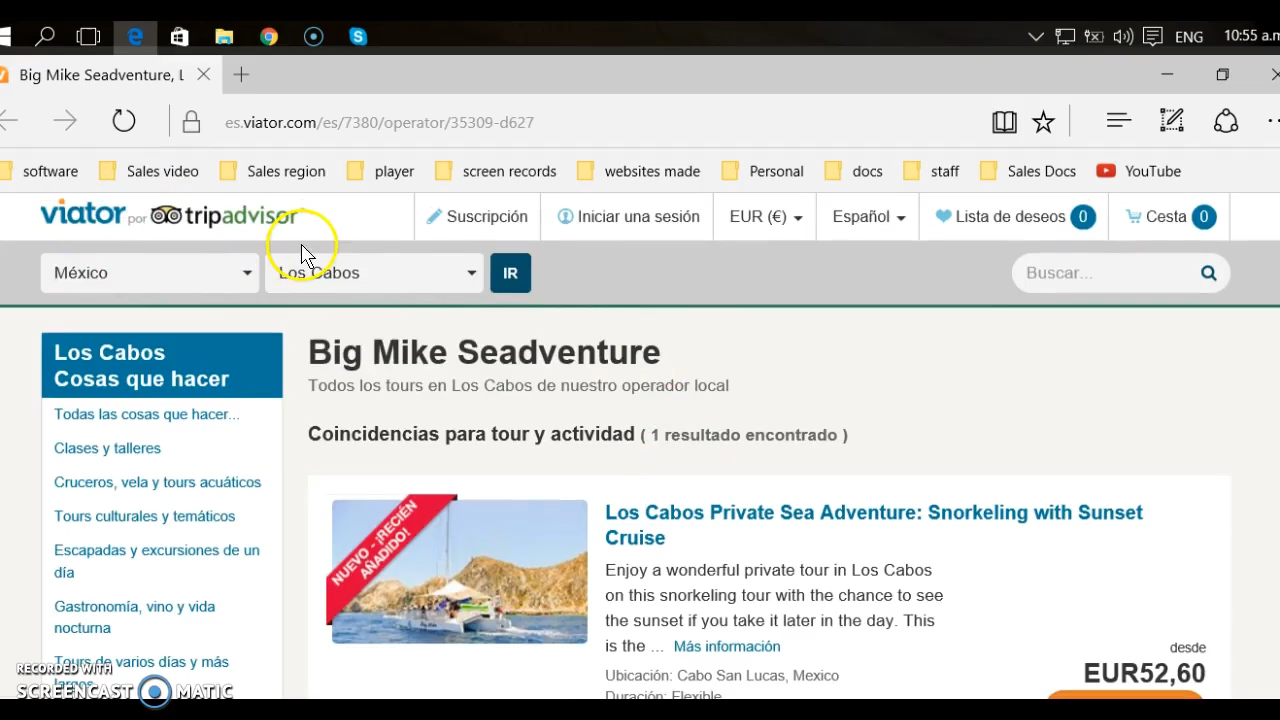 ENG
10:55 a.m
Big Mike Seadventure, L
es.viator.com/es/7380/operator/35309-d627
software
Sales video
Sales region
player
screen records
websites made
Personal
docs
staff
Sales Docs
YouTube
viator por tripadvisor
Suscripción
Iniciar una sesión
EUR (€)
Español
Lista de deseos 0
Cesta 0
México
Los Cabos
IR
Buscar...
Los Cabos
Cosas que hacer
Todas las cosas que hacer...
Clases y talleres
Cruceros, vela y tours acuáticos
Tours culturales y temáticos
Escapadas y excursiones de un
día
Gastronomía, vino y vida
nocturna
Tours de varios días y más
largos
Big Mike Seadventure
Todos los tours en Los Cabos de nuestro operador local
Coincidencias para tour y actividad ( 1 resultado encontrado )
NUEVO - ¡RECIÉN
AÑADIDO!
Los Cabos Private Sea Adventure: Snorkeling with Sunset
Cruise
Enjoy a wonderful private tour in Los Cabos
on this snorkeling tour with the chance to see
the sunset if you take it later in the day. This
is the ... Más información
Ubicación: Cabo San Lucas, Mexico
Duración: Flexible
desde
EUR52,60
RECORDED WITH
SCREENCAST MATIC